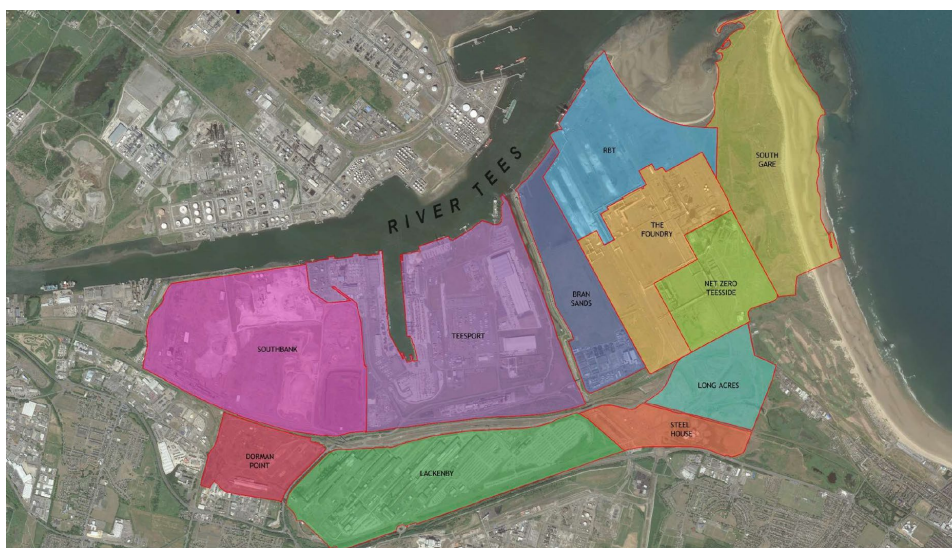 RIVER TEES
RBT
SOUTH
GARE
THE
FOUNDRY
NET ZERO
TEESSIDE
BRAN
SANDS
SOUTHBANK
TEESPORT
LONG ACRES
STEEL
HOUSE
DORMAN
POINT
LACKENBY